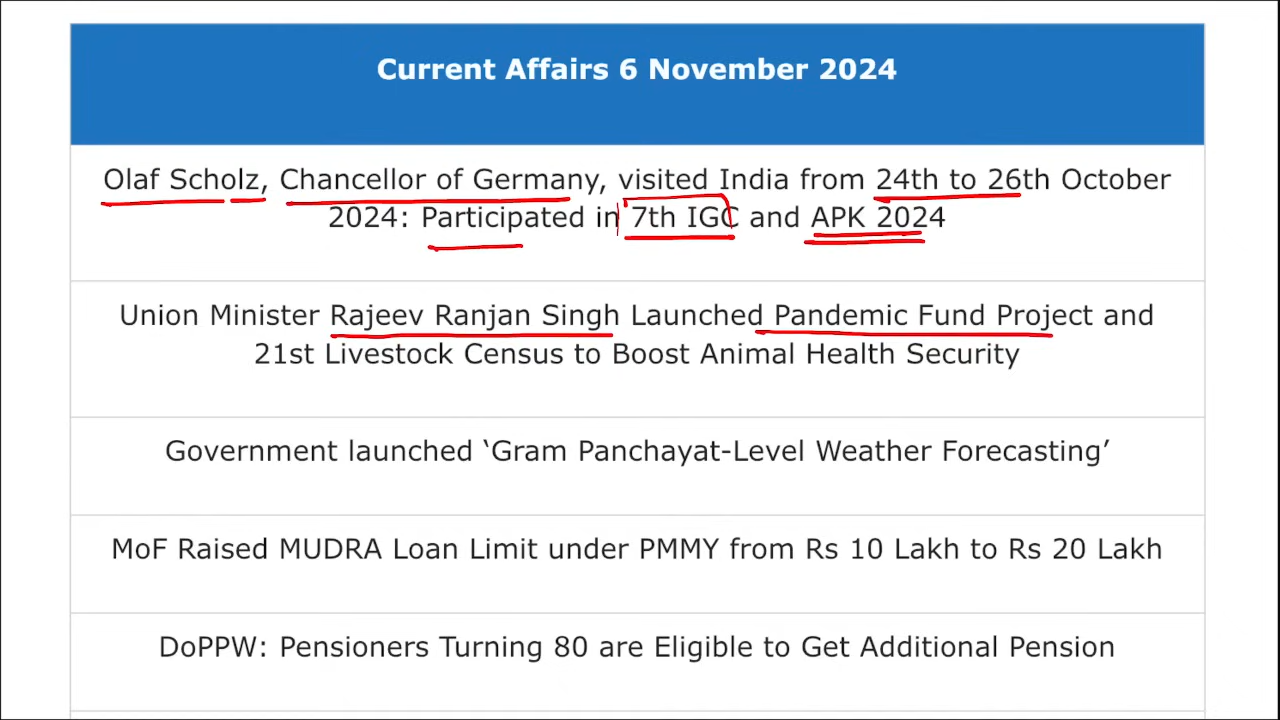 Current Affairs 6 November 2024
Olaf Scholz, Chancellor of Germany, visited India from 24th to 26th October
2024: Participated in 7th IGC and APK 2024
Union Minister Rajeev Ranjan Singh Launched Pandemic Fund Project and
21st Livestock Census to Boost Animal Health Security
Government launched ‘Gram Panchayat-Level Weather Forecasting’
MoF Raised MUDRA Loan Limit under PMMY from Rs 10 Lakh to Rs 20 Lakh
DoPPW: Pensioners Turning 80 are Eligible to Get Additional Pension